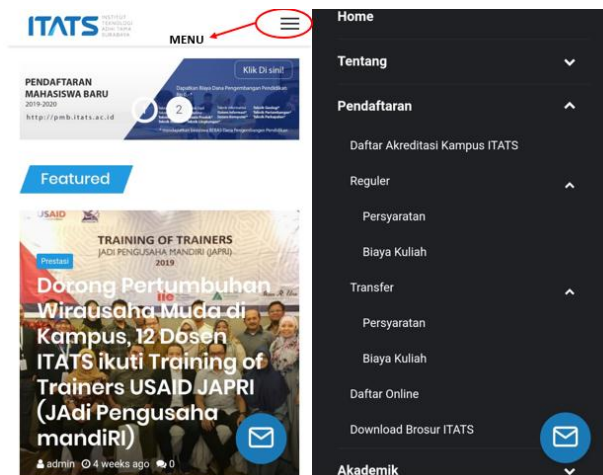 ITATS
INSTITUT
TEKNOLOGI
ADHI TAMA
SURABAYA
MENU
PENDAFTARAN
MAHASISWA BARU
2019-2020
http://pmb.itats.ac.id
Klik Di sini!
Dapatkan Biaya Dana Pengembangan Pendidikan
2
Featured
USAID
TRAINING OF TRAINERS
JADI PENGUSAHA MANDIRI (JAPRI)
2019
iie
Prestasi
Dorong Pertumbuhan
Wirausaha Muda di
Kampus, 12 Dosen
ITATS ikuti Training of
Trainers USAID JAPRI
(JAdi Pengusaha
mandiRI)
admin 4 weeks ago 0
Home
Tentang
Pendaftaran
Daftar Akreditasi Kampus ITATS
Reguler
Persyaratan
Biaya Kuliah
Transfer
Persyaratan
Biaya Kuliah
Daftar Online
Download Brosur ITATS
Akademik